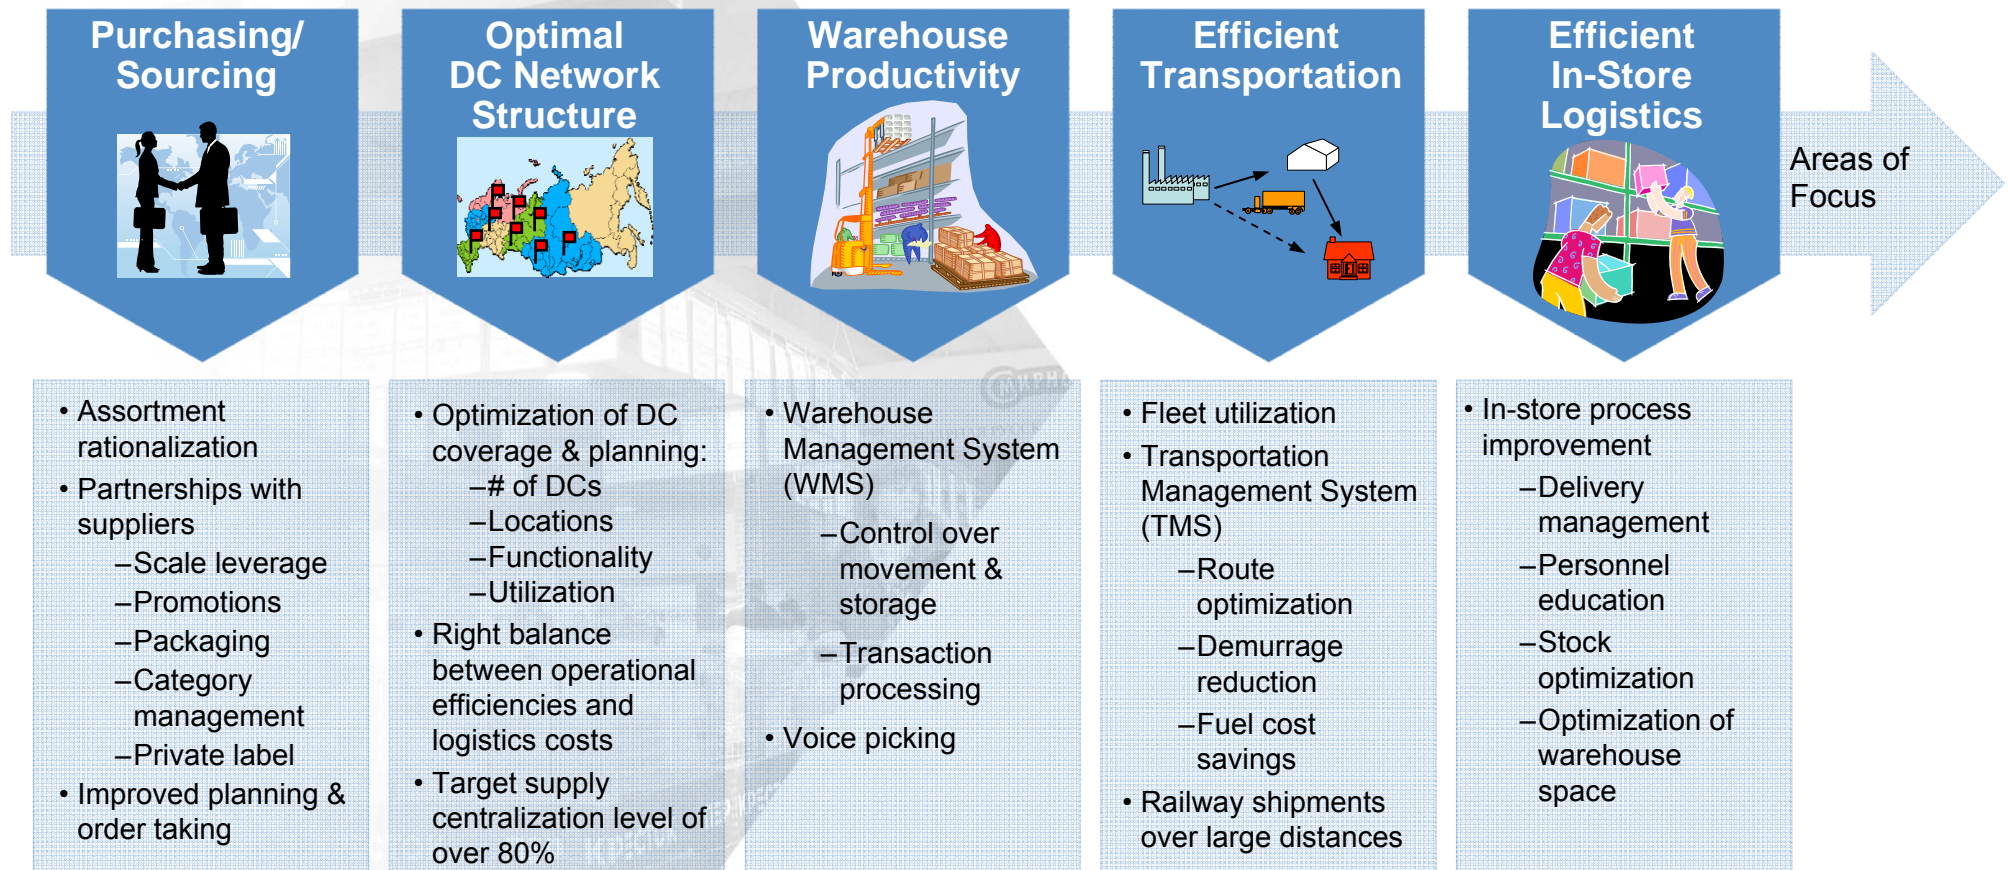 Purchasing/
Sourcing
Optimal
DC Network
Structure
Warehouse
Productivity
Efficient
Transportation
Efficient
In-Store
Logistics
Areas of
Focus
• Assortment
rationalization
• Partnerships with
suppliers
–Scale leverage
–Promotions
–Packaging
–Category
management
–Private label
• Improved planning &
order taking
• Optimization of DC
coverage & planning:
–# of DCs
–Locations
–Functionality
–Utilization
• Right balance
between operational
efficiencies and
logistics costs
• Target supply
centralization level of
over 80%
• Warehouse
Management System
(WMS)
–Control over
movement &
storage
–Transaction
processing
• Voice picking
• Fleet utilization
• Transportation
Management System
(TMS)
–Route
optimization
–Demurrage
reduction
–Fuel cost
savings
• Railway shipments
over large distances
• In-store process
improvement
–Delivery
management
–Personnel
education
–Stock
optimization
–Optimization of
warehouse
space